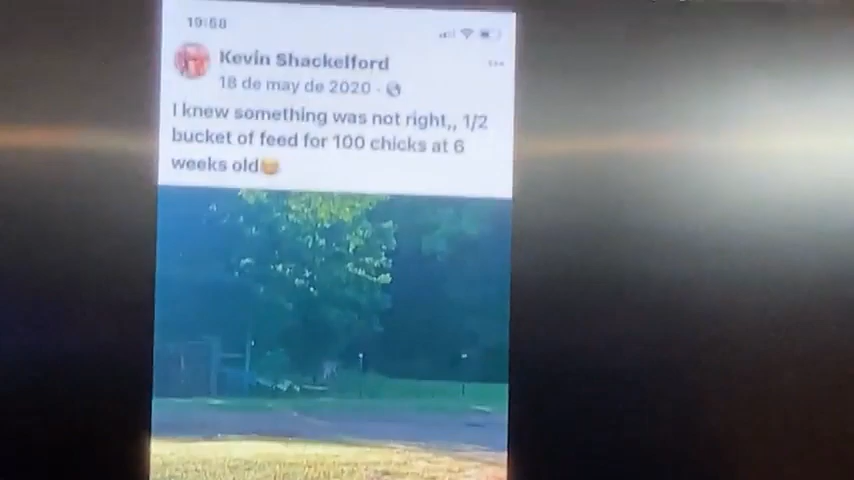 19:58
Kevin Shackelford
18 de may de 2020 ·
I knew something was not right,, 1/2
bucket of feed for 100 chicks at 6
weeks old😄